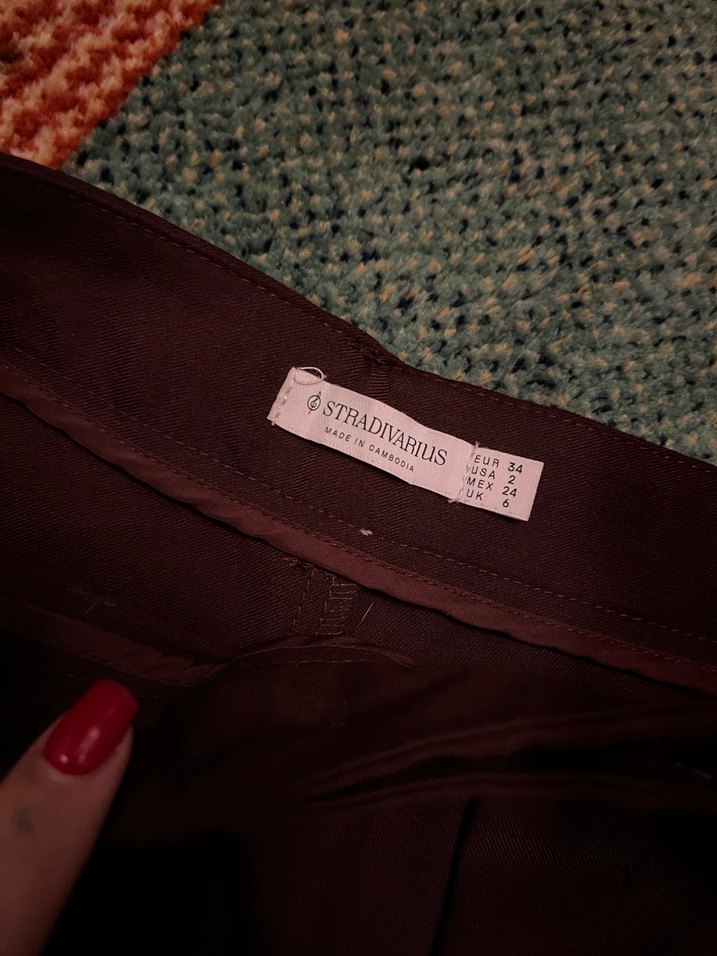 STRADIVARIUS
MADE IN CAMBODIA
EUR 34
USA 2
MEX 24
UK 6